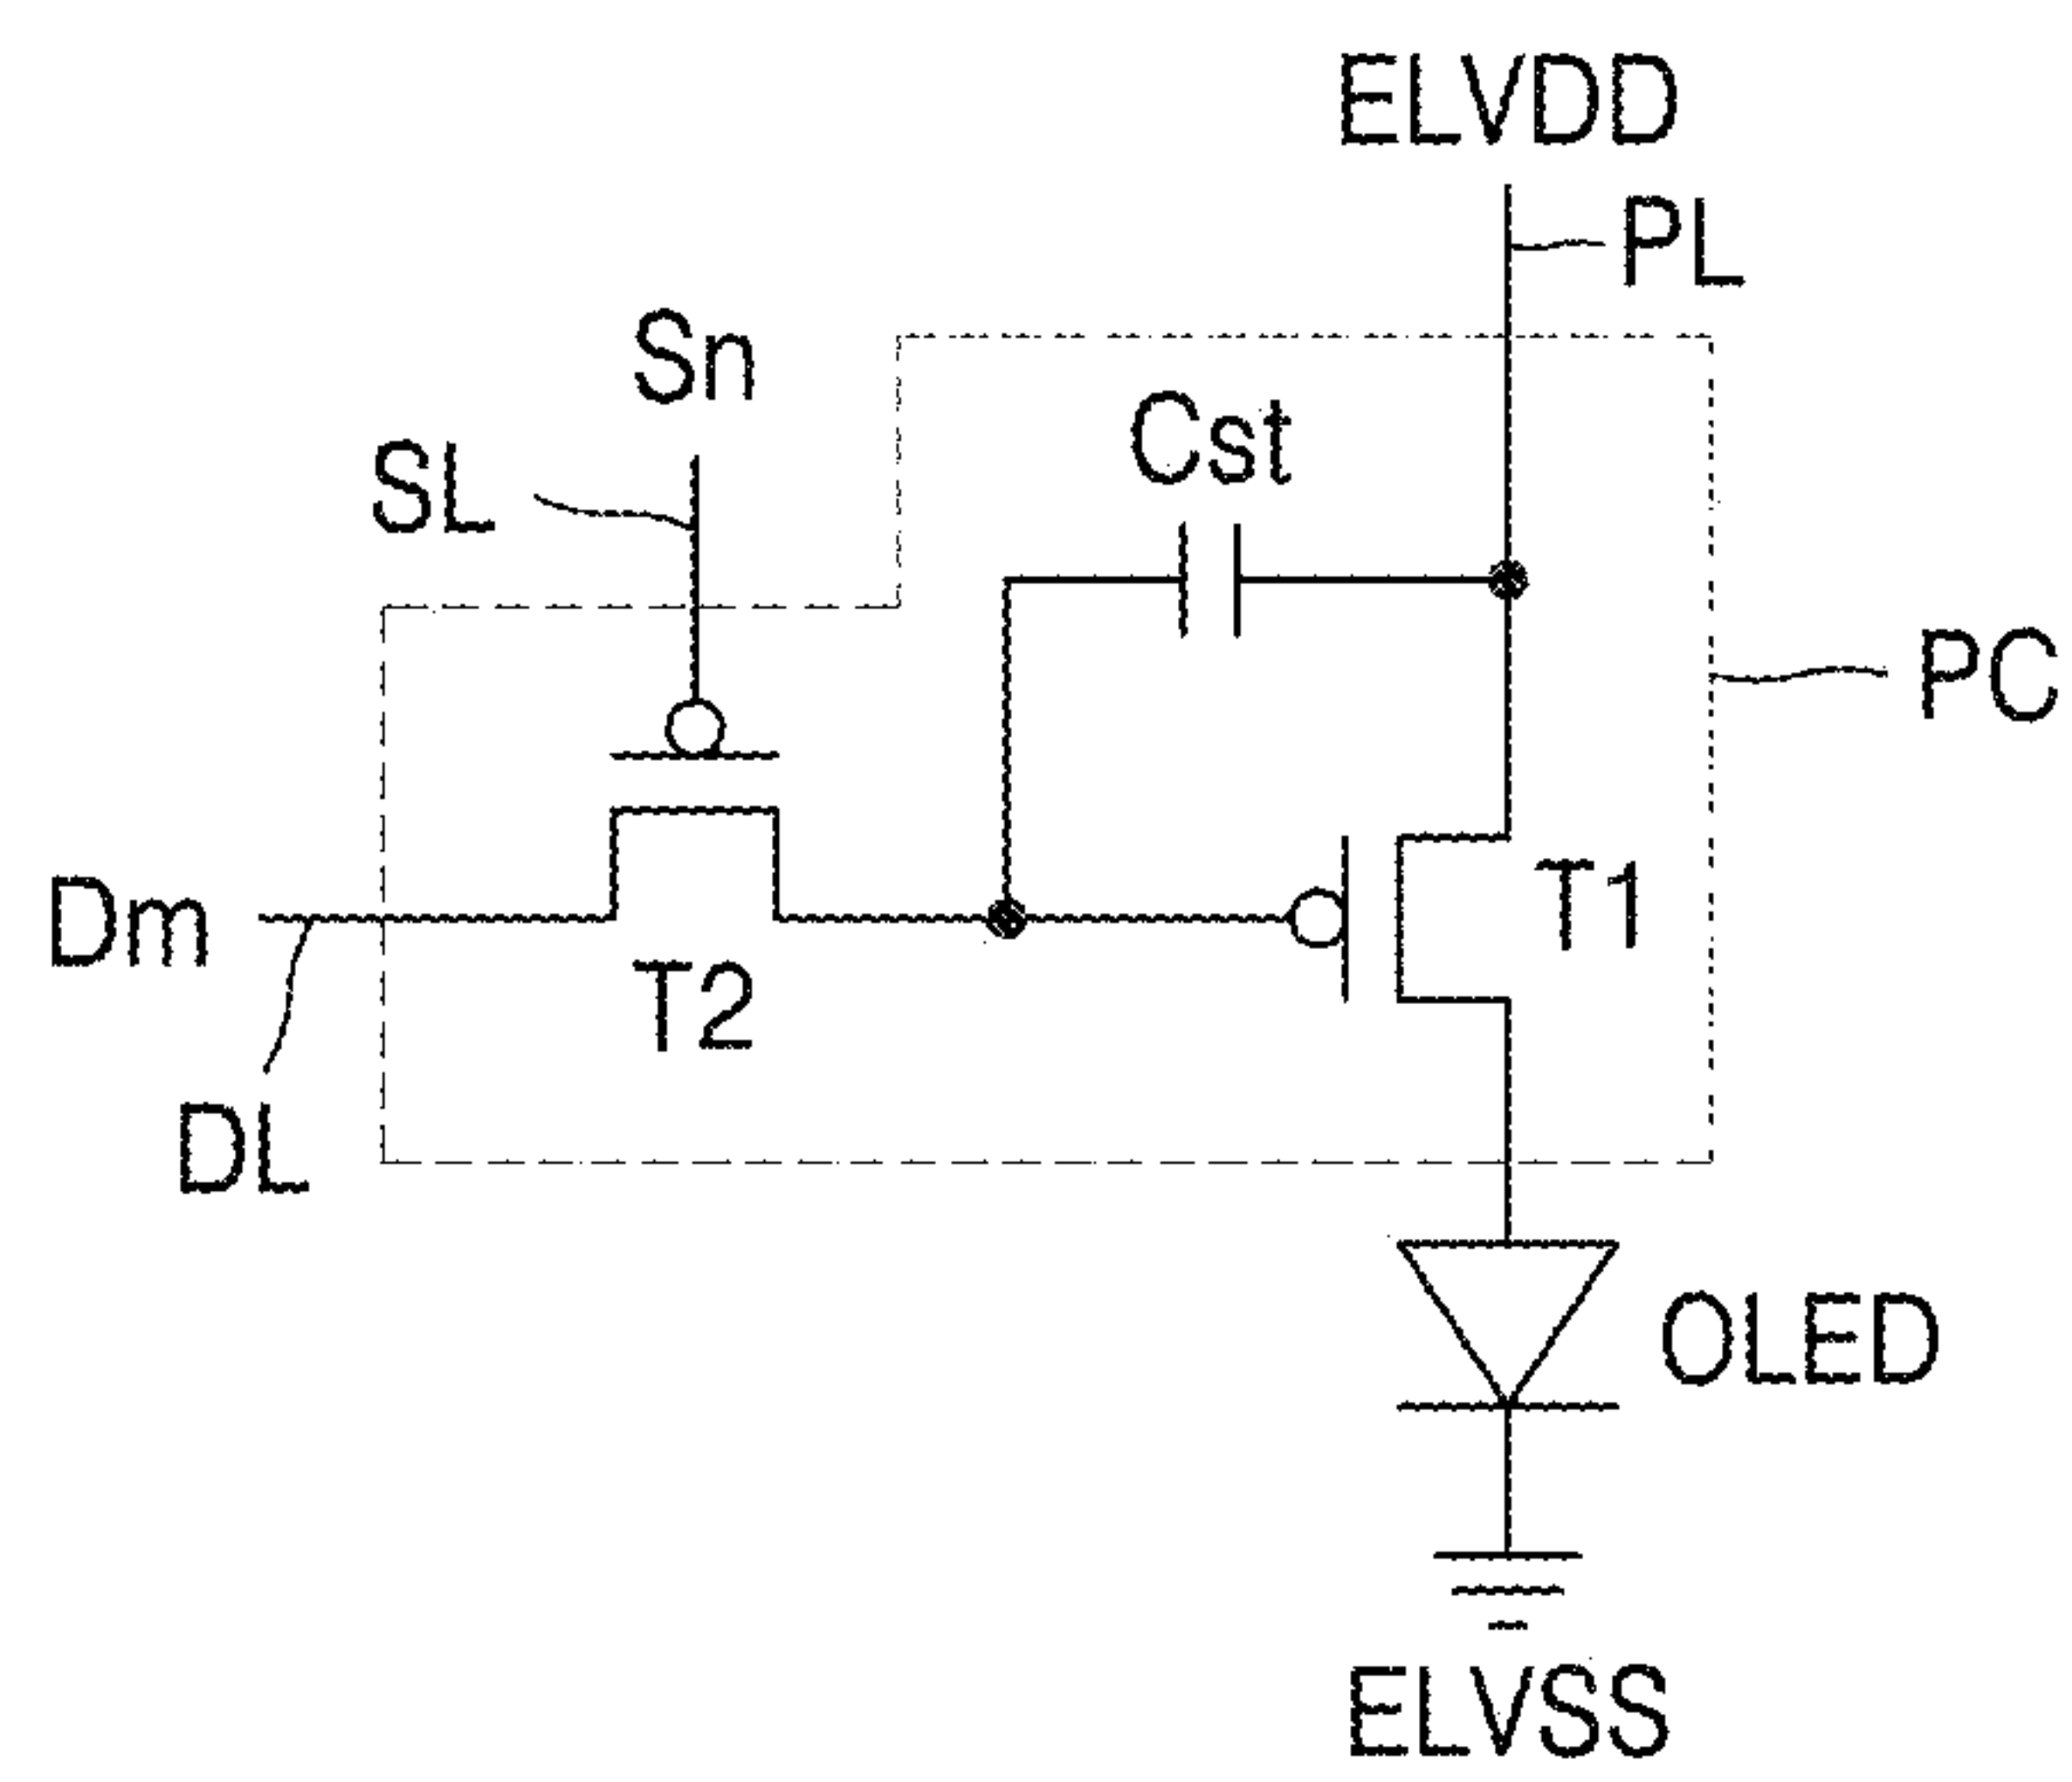 ELVDD
PL
Sn
Cst
SL
PC
T1
Dm
T2
DL
OLED
ELVSS